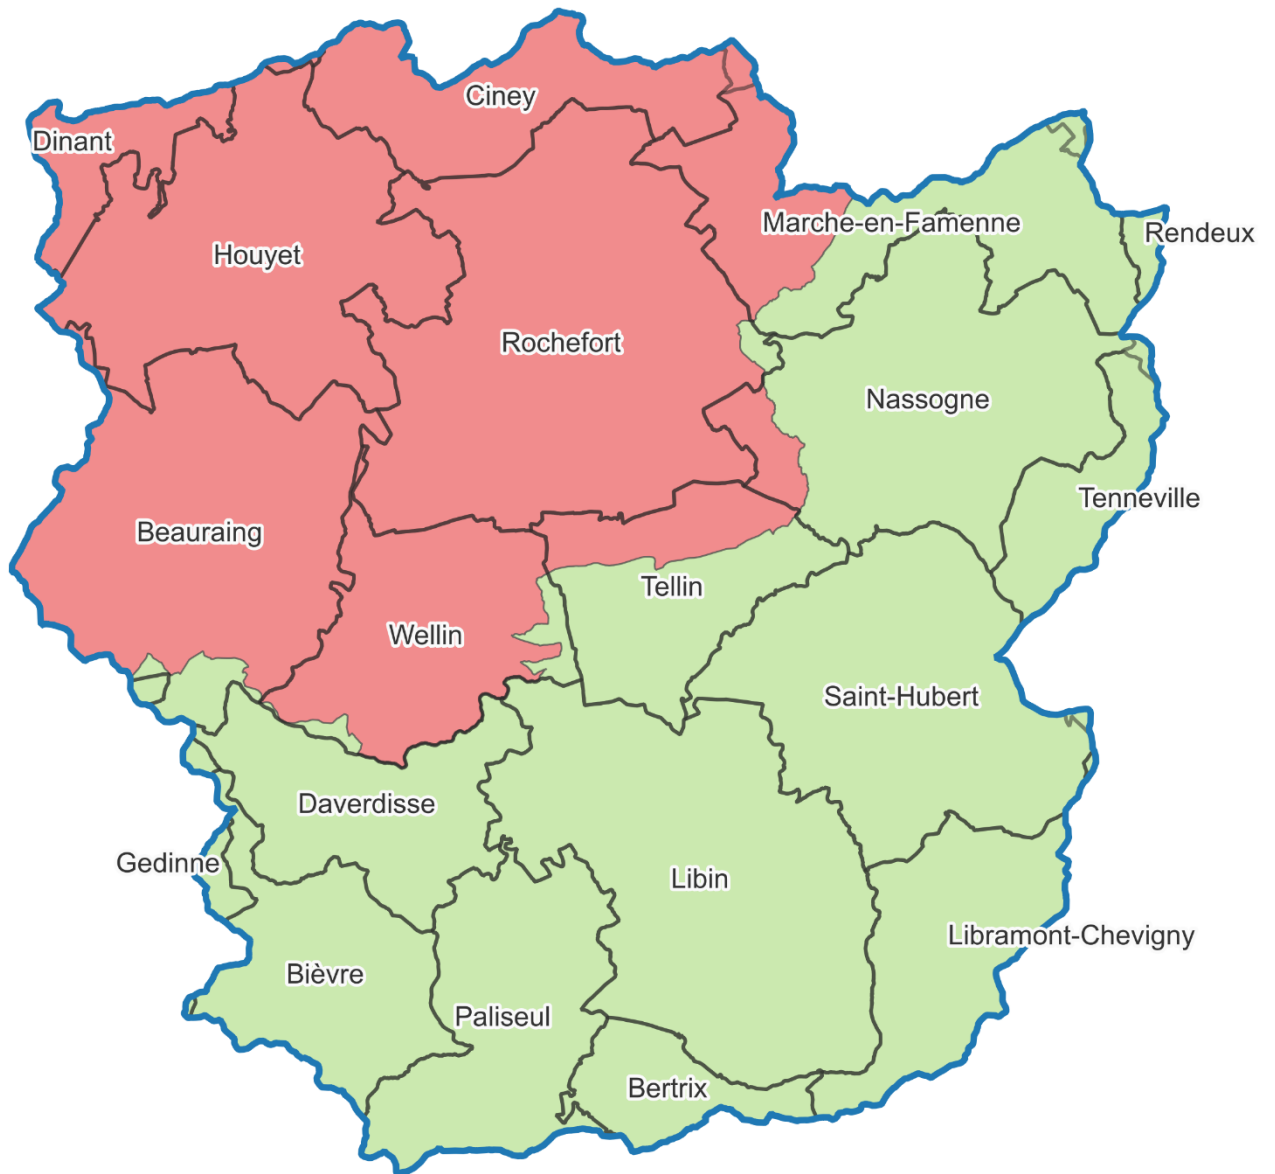 Ciney
Dinant
Marche-en-Famenne
Rendeux
Houyet
Rochefort
Nassogne
Tenneville
Beauraing
Tellin
Wellin
Saint-Hubert
Daverdisse
Gedinne
Libin
Libramont-Chevigny
Bièvre
Paliseul
Bertrix